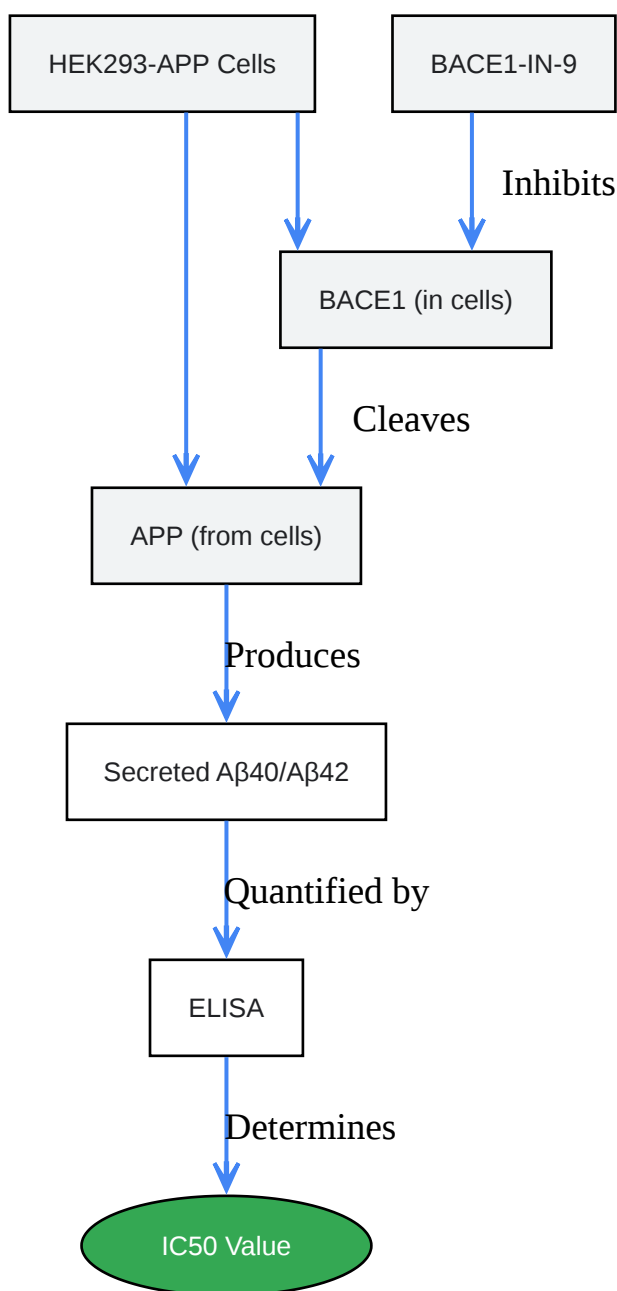 HEK293-APP Cells
BACE1-IN-9
Inhibits
BACE1 (in cells)
Cleaves
APP (from cells)
Produces
Secreted Aβ40/Aβ42
Quantified by
ELISA
Determines
IC50 Value